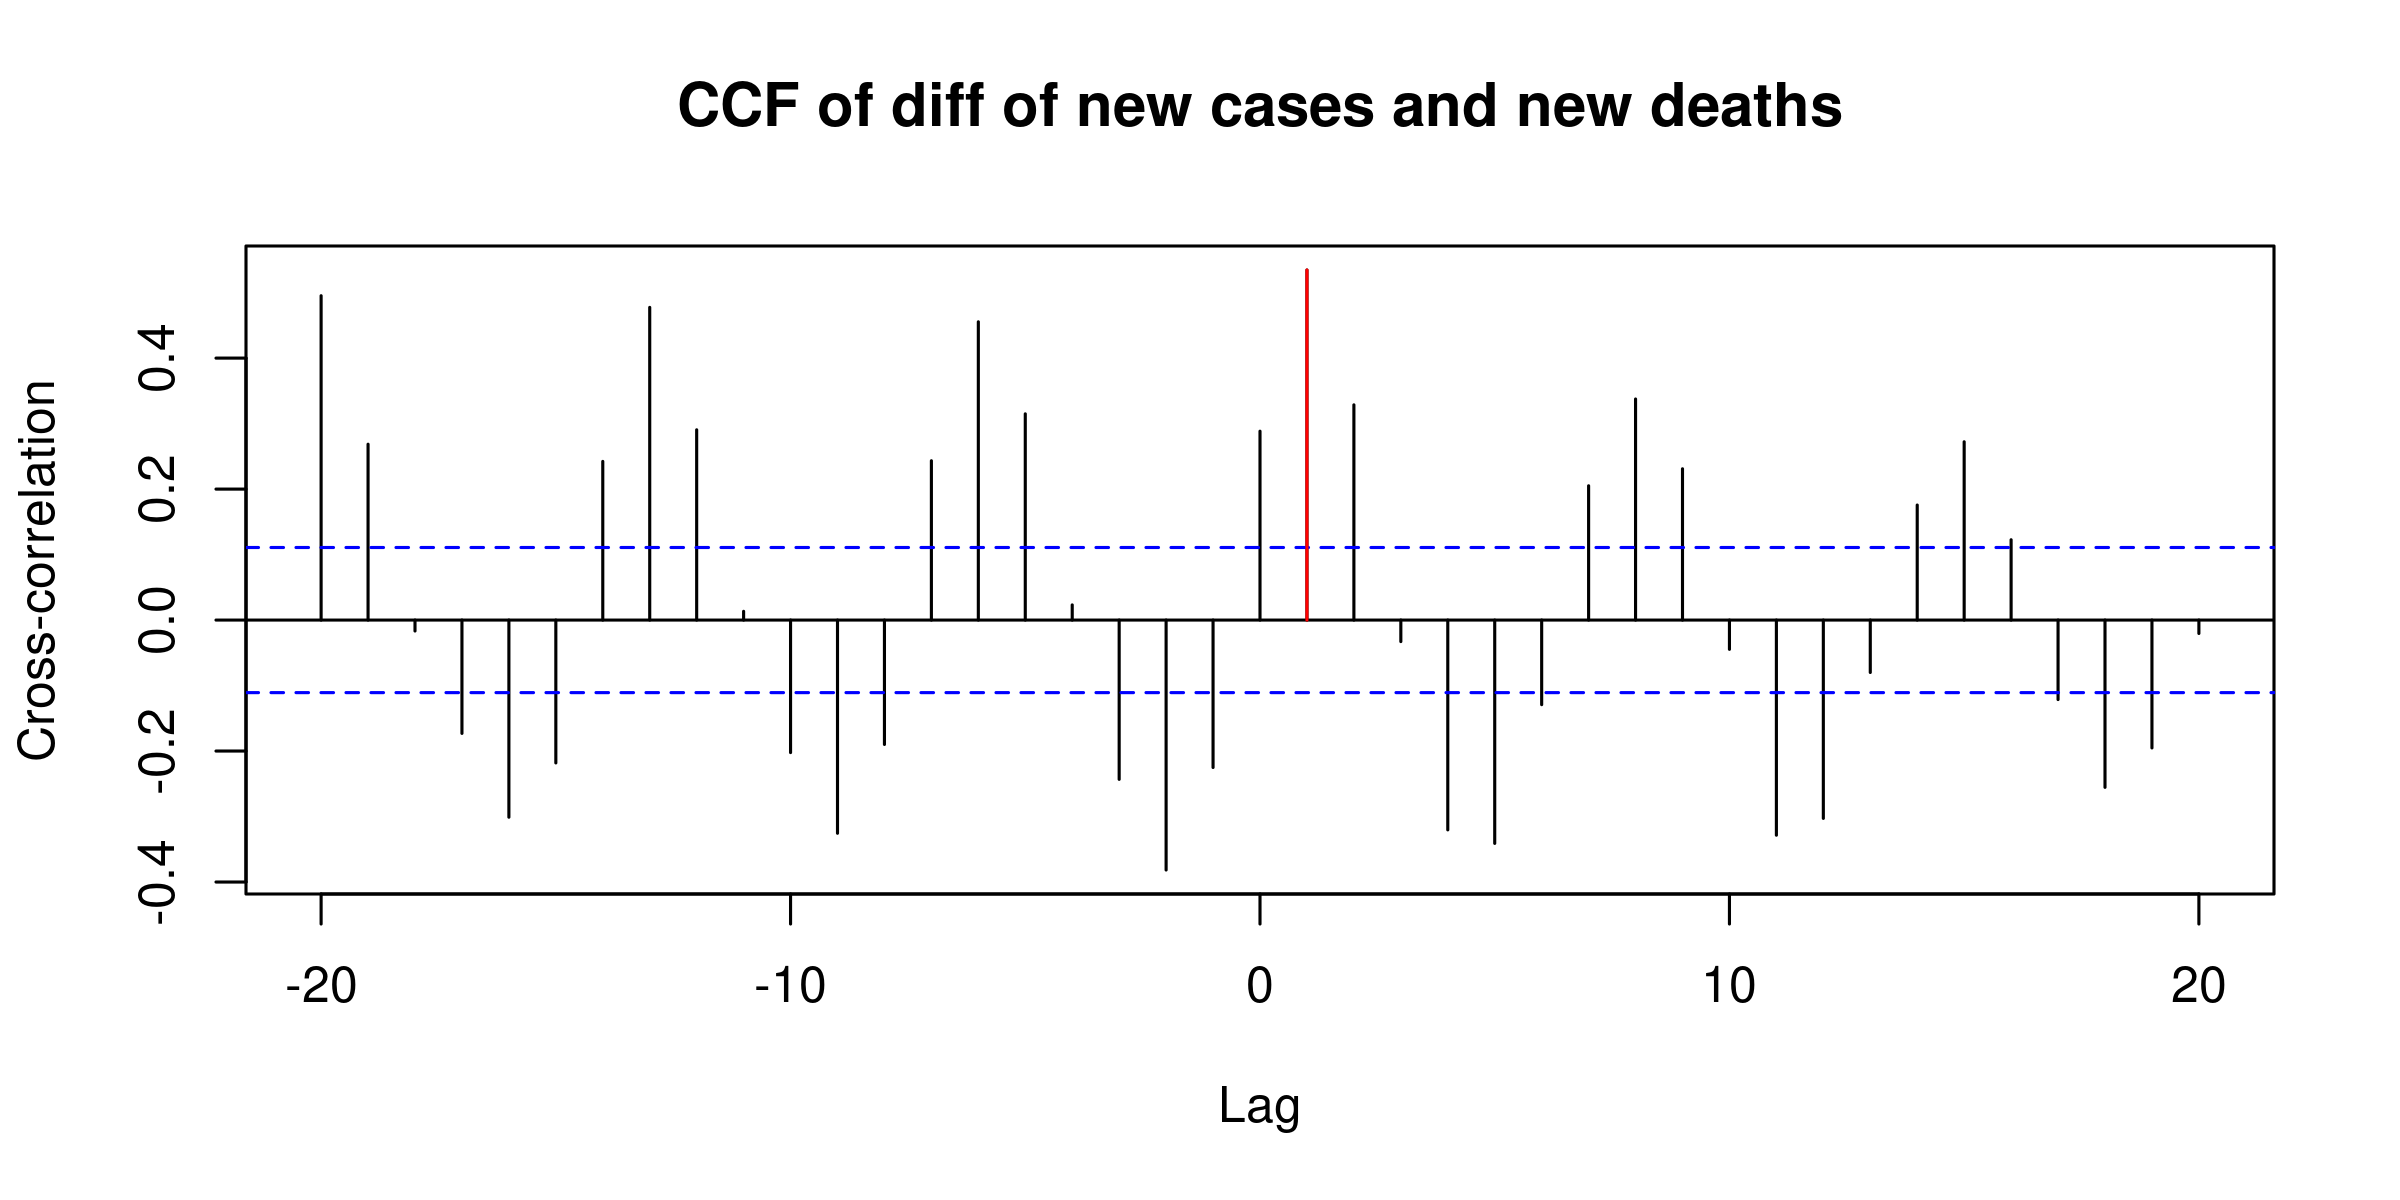 CCF of diff of new cases and new deaths
Cross-correlation
0.4
0.2
0.0
-0.2
-0.4
-20 -10 0 10 20
Lag